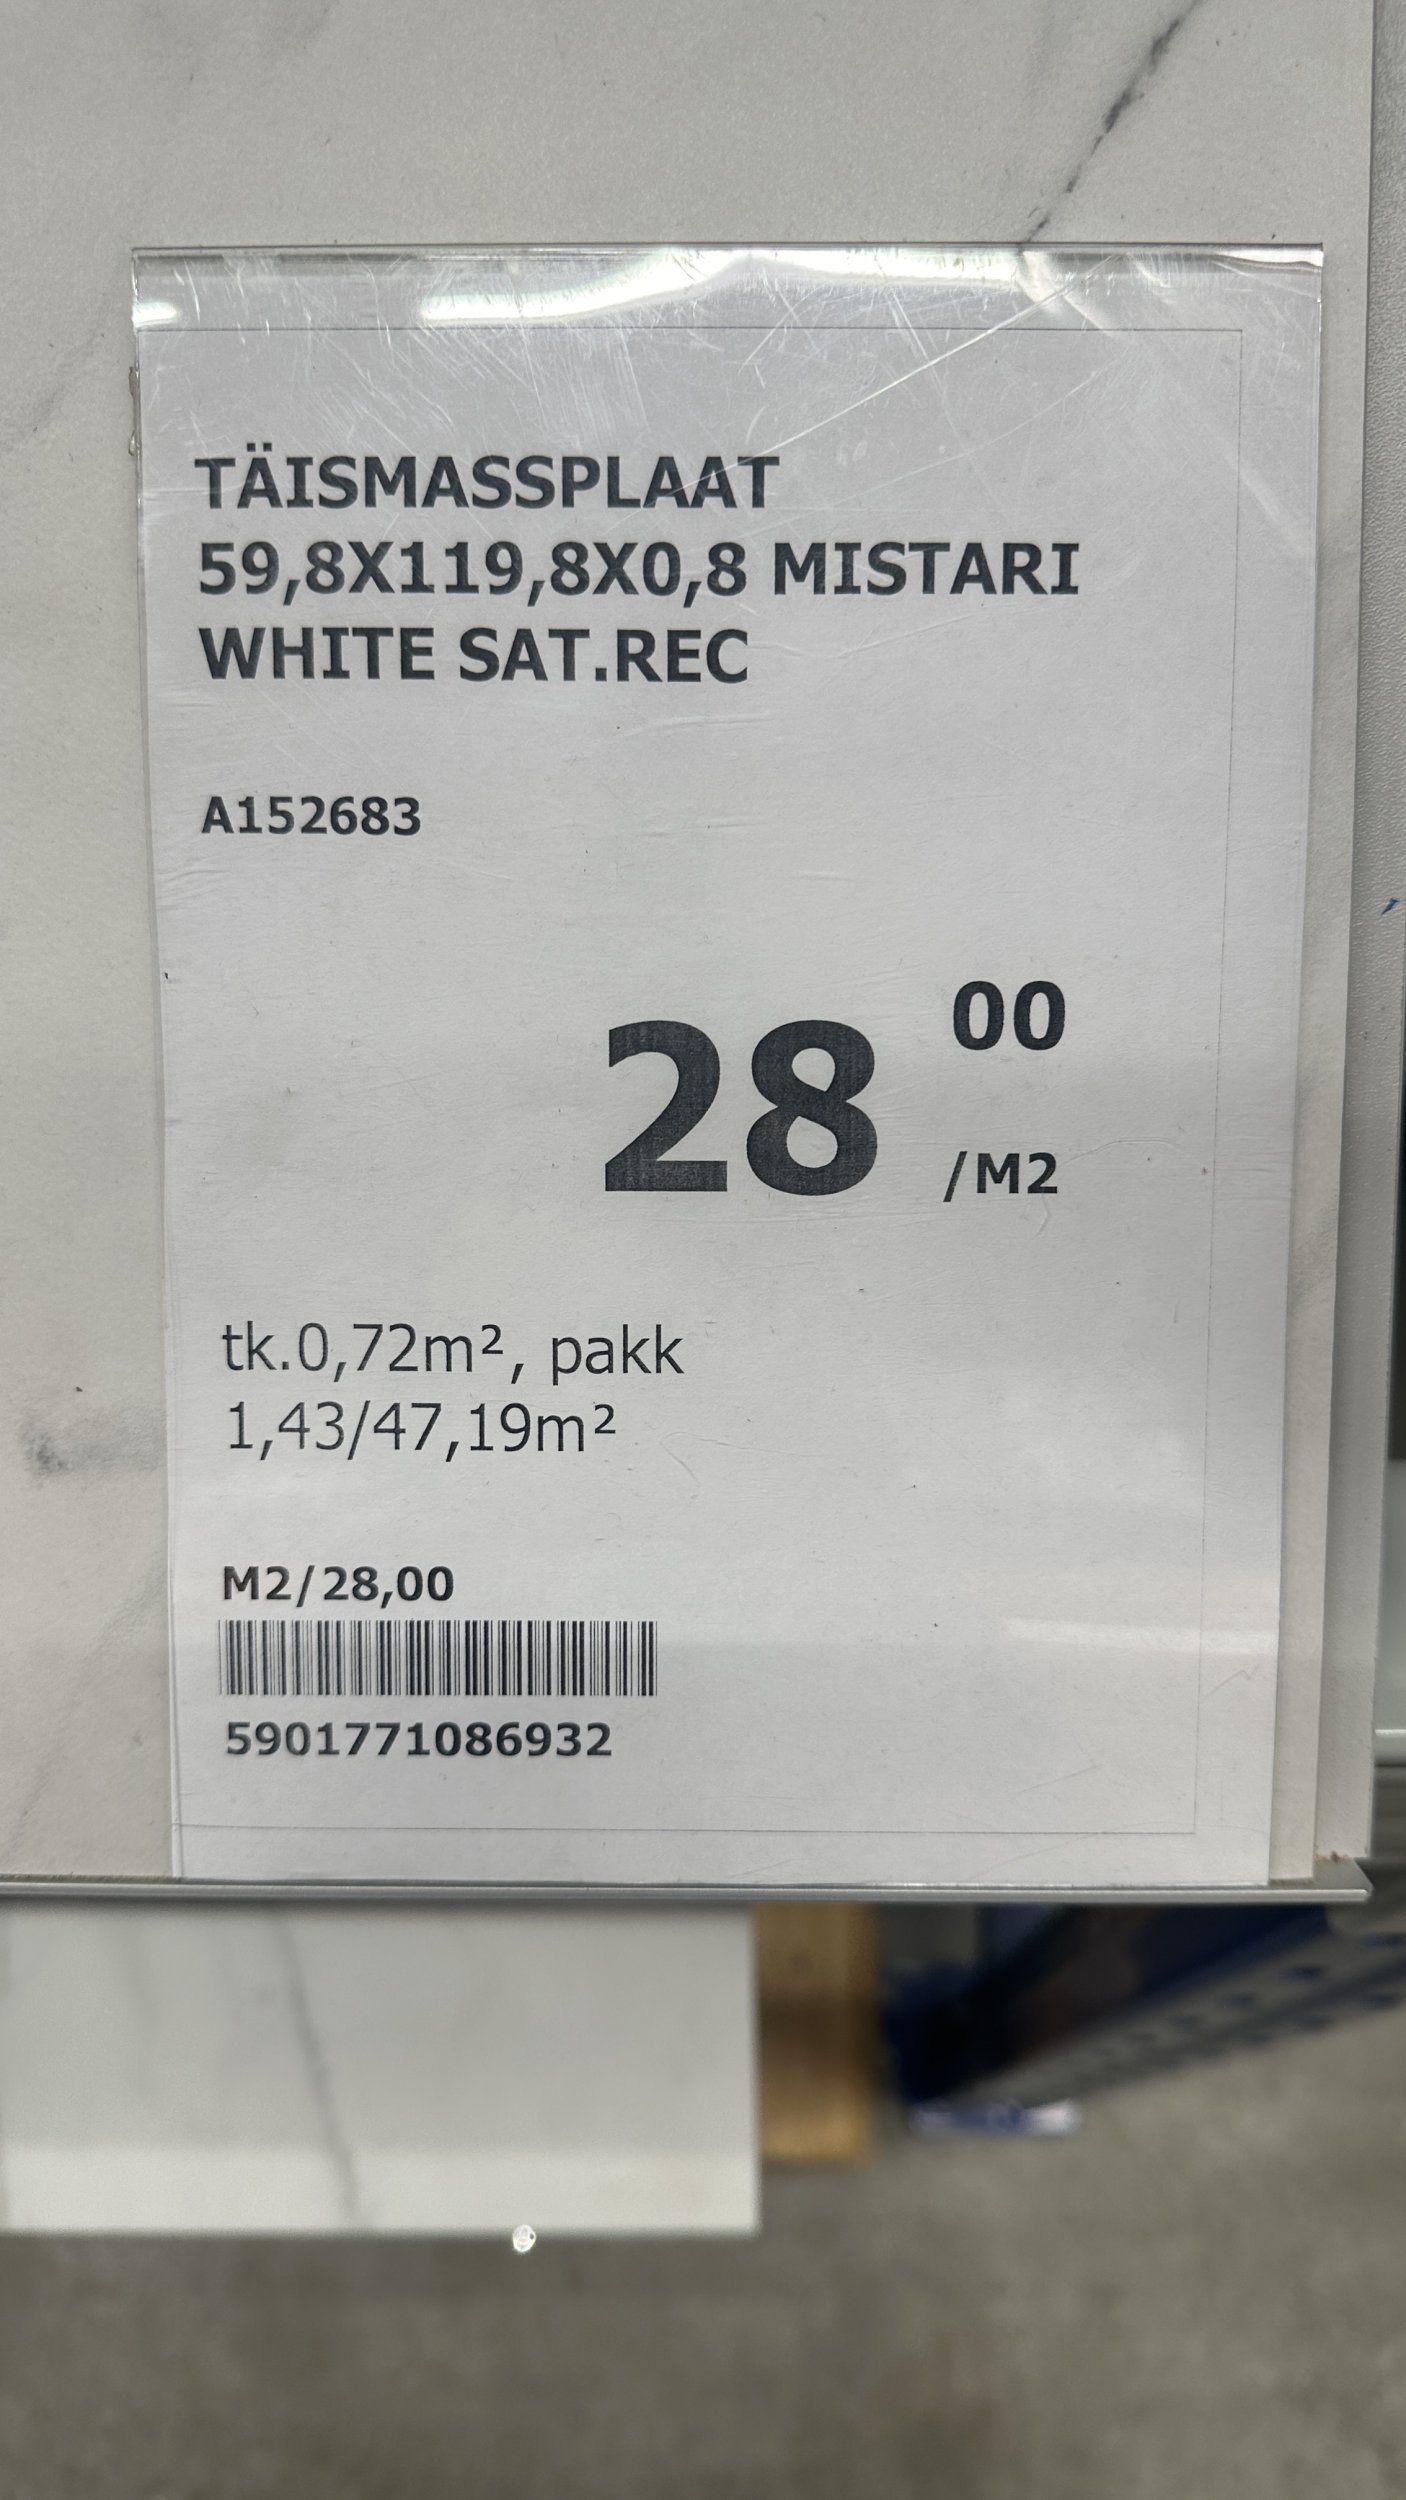 TÄISMASSPLAAT
59,8X119,8X0,8 MISTARI
WHITE SAT.REC
A152683
28 00
/M2
tk.0,72m², pakk
1,43/47,19m²
M2/28,00
5901771086932